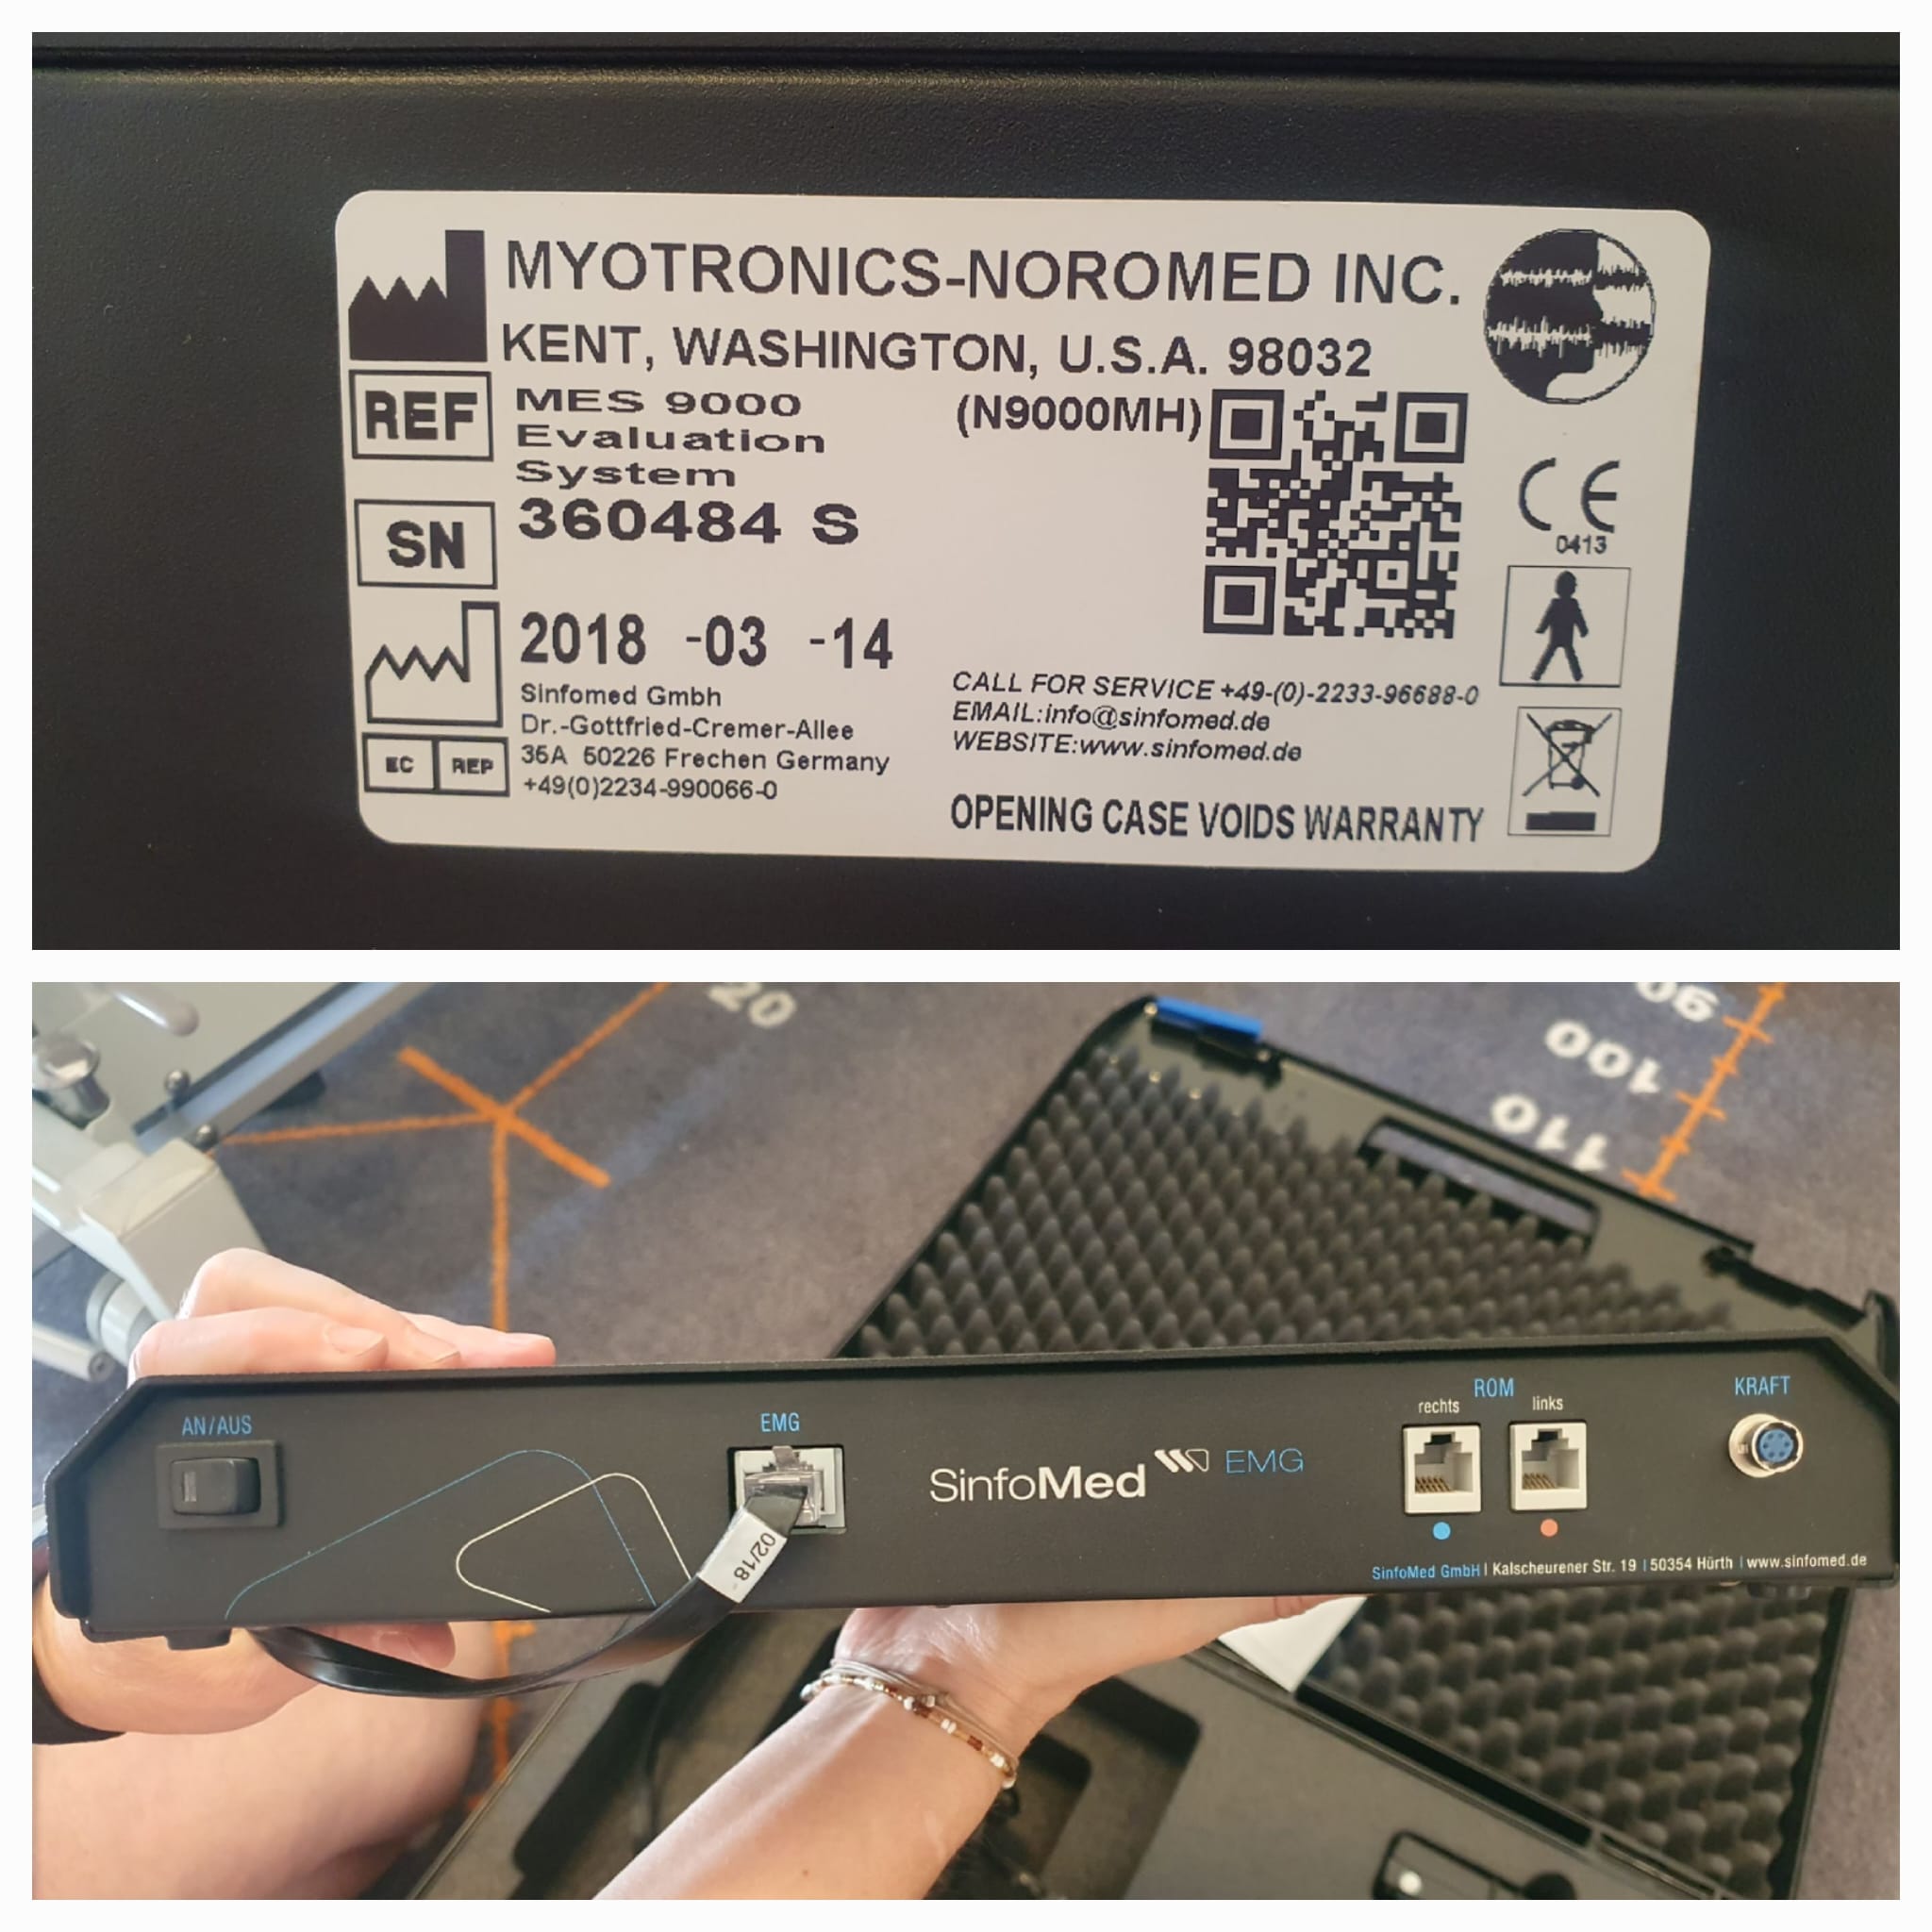 MYOTRONICS-NOROMED INC.
KENT, WASHINGTON, U.S.A. 98032
REF
MES 9000 (N9000MH)
Evaluation
System
SN
360484 S
CE
0413
2018 -03 -14
Sinfomed Gmbh
Dr.-Gottfried-Cremer-Allee
EC REP
36A 50226 Frechen Germany
+49(0)2234-990066-0
CALL FOR SERVICE +49-(0)-2233-96688-0
EMAIL:info@sinfomed.de
WEBSITE:www.sinfomed.de
OPENING CASE VOIDS WARRANTY
20
90
100
110
AN/AUS
EMG
02/18
SinfoMed EMG
ROM
rechts links
KRAFT
SinfoMed GmbH | Kalscheurener Str. 19 | 50354 Hürth | www.sinfomed.de